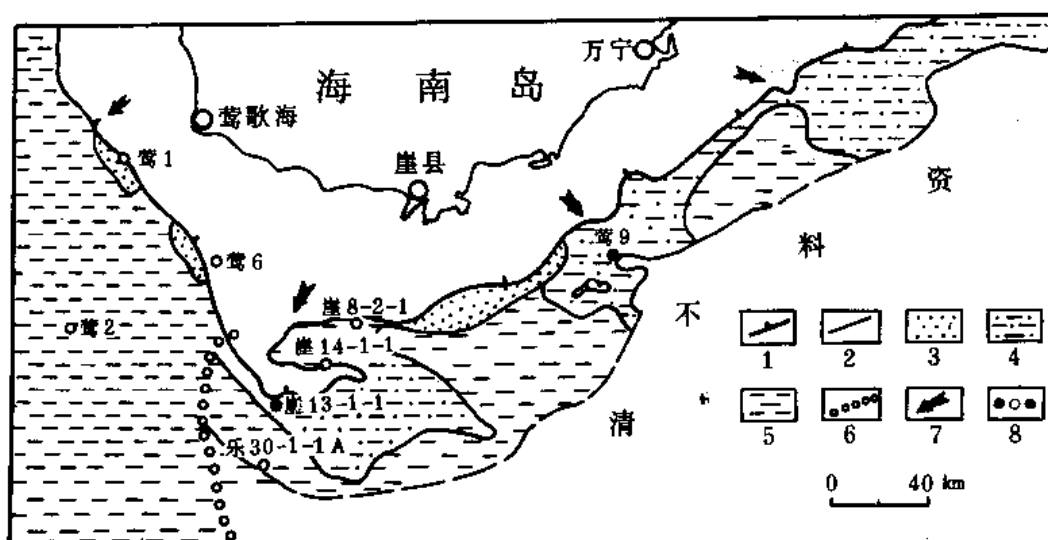 万宁
海南岛
莺歌海
崖县
莺1
莺6
莺2
莺9
崖8-2-1
崖14-1-1
崖13-1-1
乐30-1-1A
资
料
不
清
1 2 3 4
5 6 7 8
0 40 km